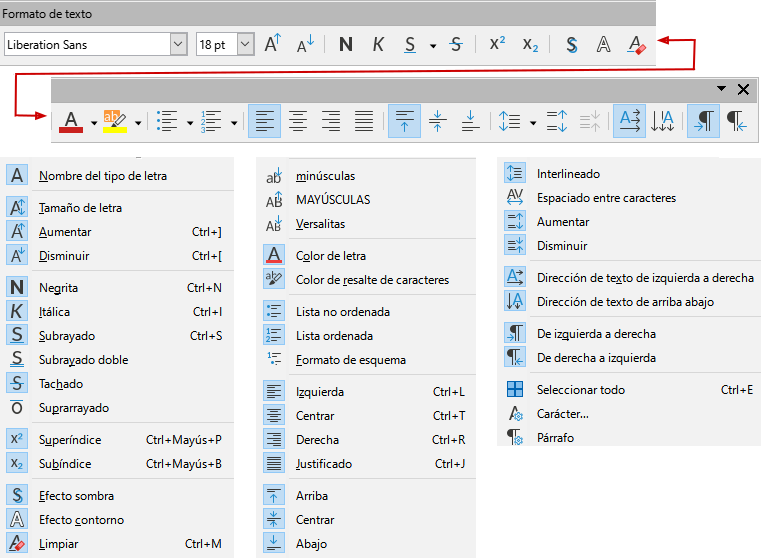 Formato de texto
Liberation Sans
18 pt
Nombre del tipo de letra
Tamaño de letra
Aumentar Ctrl+]
Disminuir Ctrl+[
Negrita Ctrl+N
Itálica Ctrl+I
Subrayado Ctrl+S
Subrayado doble
Tachado
Suprarrayado
Superíndice Ctrl+Mayús+P
Subíndice Ctrl+Mayús+B
Efecto sombra
Efecto contorno
Limpiar Ctrl+M
minúsculas
MAYÚSCULAS
Versalitas
Color de letra
Color de resalte de caracteres
Lista no ordenada
Lista ordenada
Formato de esquema
Izquierda Ctrl+L
Centrar Ctrl+T
Derecha Ctrl+R
Justificado Ctrl+J
Arriba
Centrar
Abajo
Interlineado
Espaciado entre caracteres
Aumentar
Disminuir
Dirección de texto de izquierda a derecha
Dirección de texto de arriba abajo
De izquierda a derecha
De derecha a izquierda
Seleccionar todo Ctrl+E
Carácter...
Párrafo